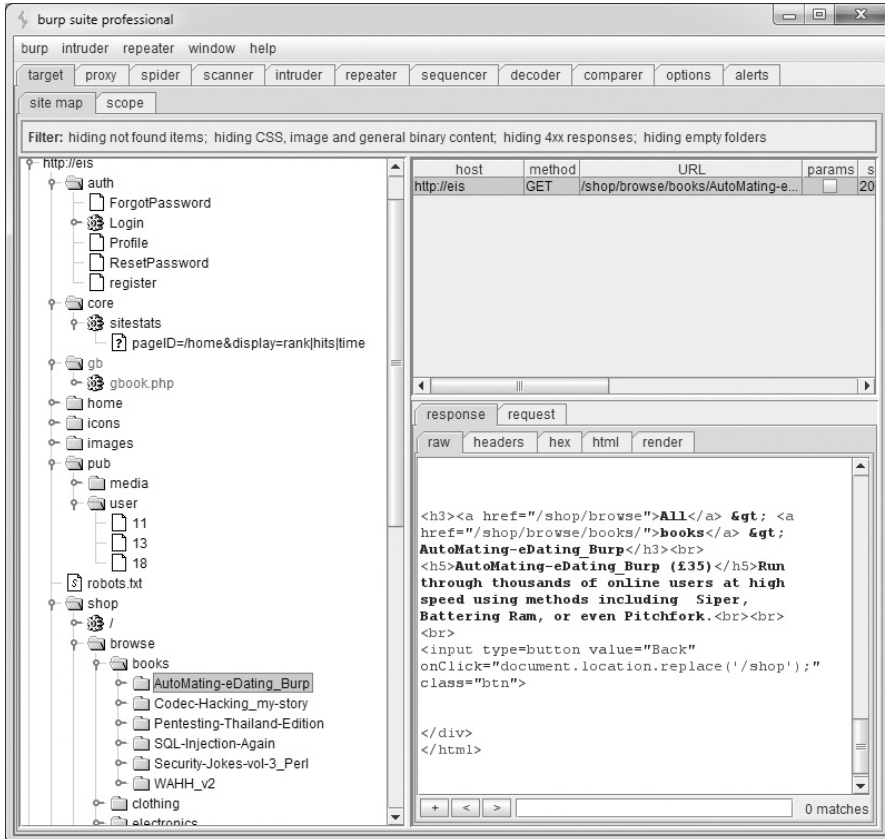 burp suite professional
burp intruder repeater window help
target proxy spider scanner intruder repeater sequencer decoder comparer options alerts
site map scope
Filter: hiding not found items; hiding CSS, image and general binary content; hiding 4xx responses; hiding empty folders
http://eis
auth
ForgotPassword
Login
Profile
ResetPassword
register
core
sitestats
? pageID=/home&display=rank|hits|time
gb
gbook.php
home
icons
images
pub
media
user
11
13
18
robots.txt
shop
/
browse
books
AutoMating-eDating_Burp
Codec-Hacking_my-story
Pentesting-Thailand-Edition
SQL-Injection-Again
Security-Jokes-vol-3_Perl
WAHH_v2
clothing
electronics
host method URL params s
http://eis GET /shop/browse/books/AutoMating-e... 20
response request
raw headers hex html render
<h3><a href="/shop/browse">All</a> &gt; <a
href="/shop/browse/books/">books</a> &gt;
AutoMating-eDating_Burp</h3><br>
<h5>AutoMating-eDating_Burp (£35)</h5>Run
through thousands of online users at high
speed using methods including  Siper,
Battering Ram, or even Pitchfork.<br><br>
<br>
<input type=button value="Back"
onClick="document.location.replace('/shop');"
class="btn">
</div>
</html>
+ < > 0 matches